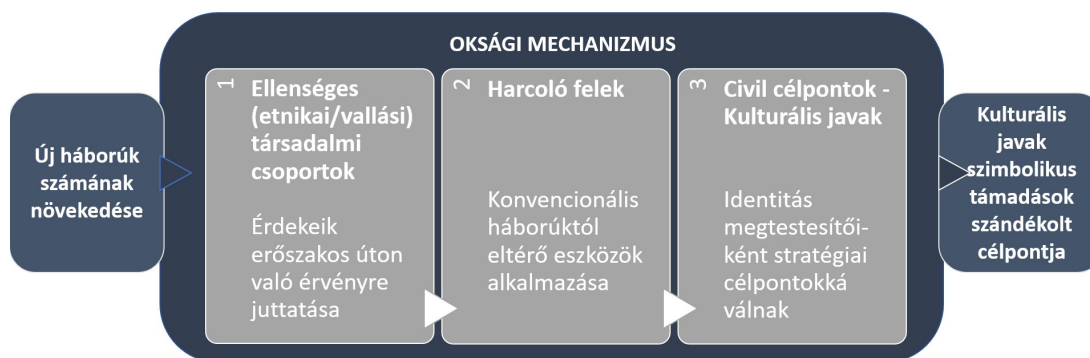 OKSÁGI MECHANIZMUS
Új háborúk
számának
növekedése
1
Ellenséges
(etnikai/vallási)
társadalmi
csoportok
Érdekeik
erőszakos úton
való érvényre
juttatása
2
Harcoló felek
Konvencionális
háborúktól
eltérő eszközök
alkalmazása
3
Civil célpontok -
Kulturális javak
Identitás
megtestesítői-
ként stratégiai
célpontokká
válnak
Kulturális
javak
szimbolikus
támadások
szándékolt
célpontja